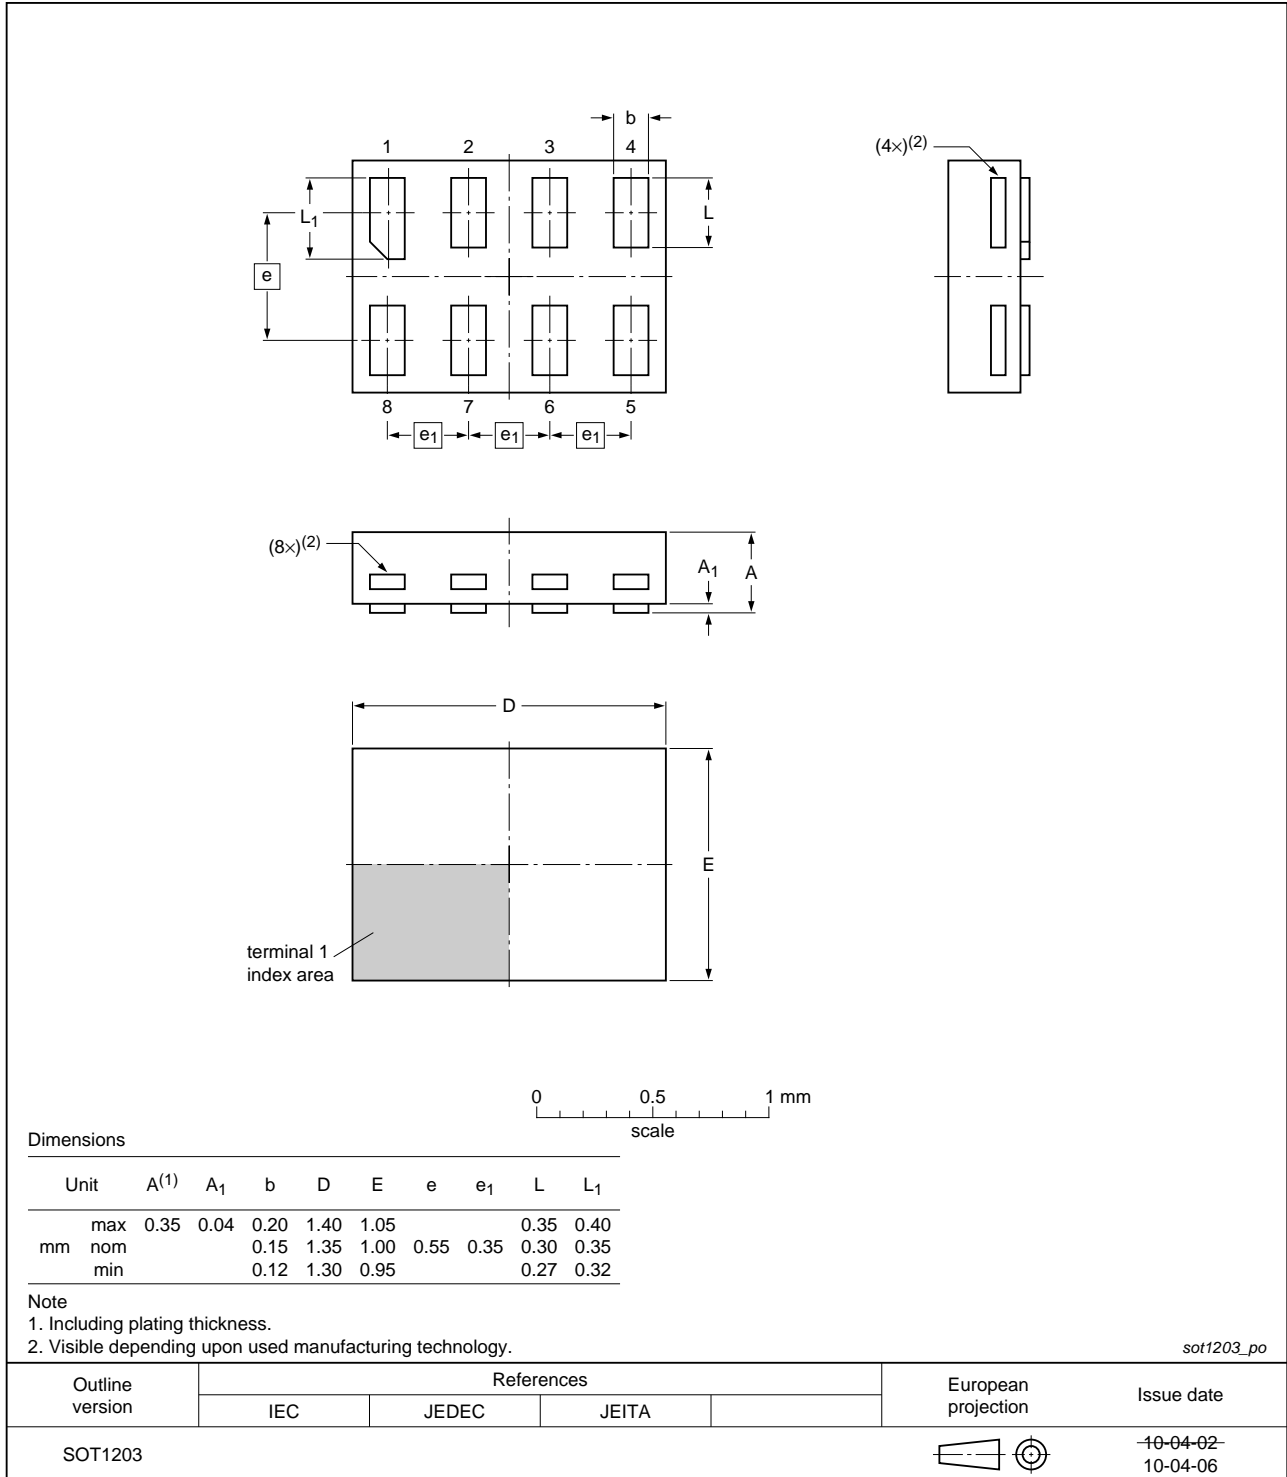 b
1 2 3 4
(4×)(2)
L1
L
e
8 7 6 5
e1 e1 e1
(8×)(2)
A1
A
D
E
terminal 1
index area
0 0.5 1 mm
scale
Dimensions
Unit A(1) A1 b D E e e1 L L1
max 0.35 0.04 0.20 1.40 1.05 0.35 0.40
mm nom 0.15 1.35 1.00 0.55 0.35 0.30 0.35
min 0.12 1.30 0.95 0.27 0.32
Note
1. Including plating thickness.
2. Visible depending upon used manufacturing technology.
sot1203_po
Outline
version
References
IEC JEDEC JEITA
European
projection
Issue date
SOT1203
10-04-02
10-04-06